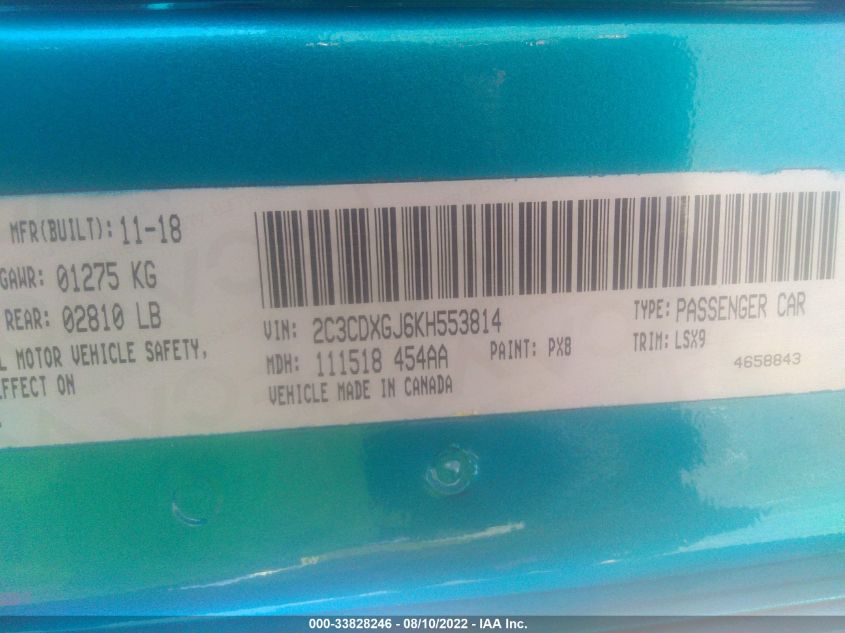 MFR(BUILT): 11-18
GAWR: 01275 KG
REAR: 02810 LB
MOTOR VEHICLE SAFETY,
EFFECT ON
VIN: 2C3CDXGJ6KH553814
TYPE: PASSENGER CAR
MDH: 111518 454AA
PAINT: PX8
TRIM: LSX9
VEHICLE MADE IN CANADA
4658843
000-33828246 - 08/10/2022 - IAA Inc.